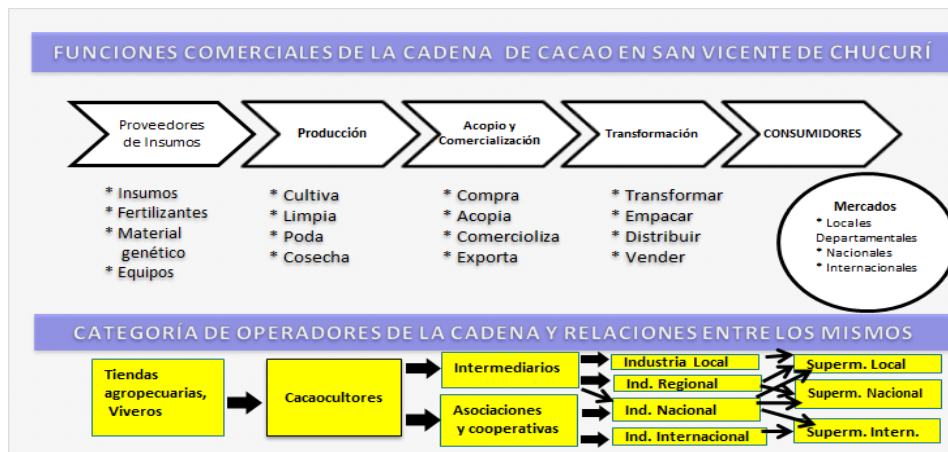 FUNCIONES COMERCIALES DE LA CADENA DE CACAO EN SAN VICENTE DE CHUCURÍ
Proveedores
de Insumos
Producción
Acopio y
Comercialización
Transformación
CONSUMIDORES
* Insumos
* Fertilizantes
* Material
genético
* Equipos
* Cultiva
* Limpia
* Poda
* Cosecha
* Compra
* Acopia
* Comercioliza
* Exporta
* Transformar
* Empacar
* Distribuir
* Vender
Mercados
* Locales
Departamentales
* Nacionales
* Internacionales
CATEGORÍA DE OPERADORES DE LA CADENA Y RELACIONES ENTRE LOS MISMOS
Tiendas
agropecuarias,
Viveros
Cacaocultores
Intermediarios
Asociaciones
y cooperativas
Industria Local
Ind. Regional
Ind. Nacional
Ind. Internacional
Superm. Local
Superm. Nacional
Superm. Intern.